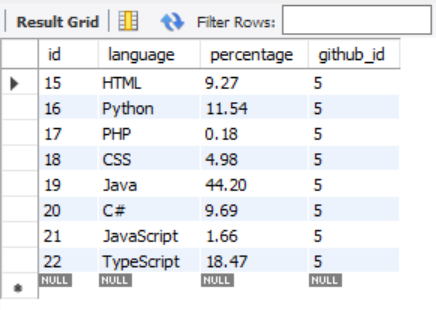 Result Grid Filter Rows:
id language percentage github_id
15 HTML 9.27 5
16 Python 11.54 5
17 PHP 0.18 5
18 CSS 4.98 5
19 Java 44.20 5
20 C# 9.69 5
21 JavaScript 1.66 5
22 TypeScript 18.47 5
NULL NULL NULL NULL